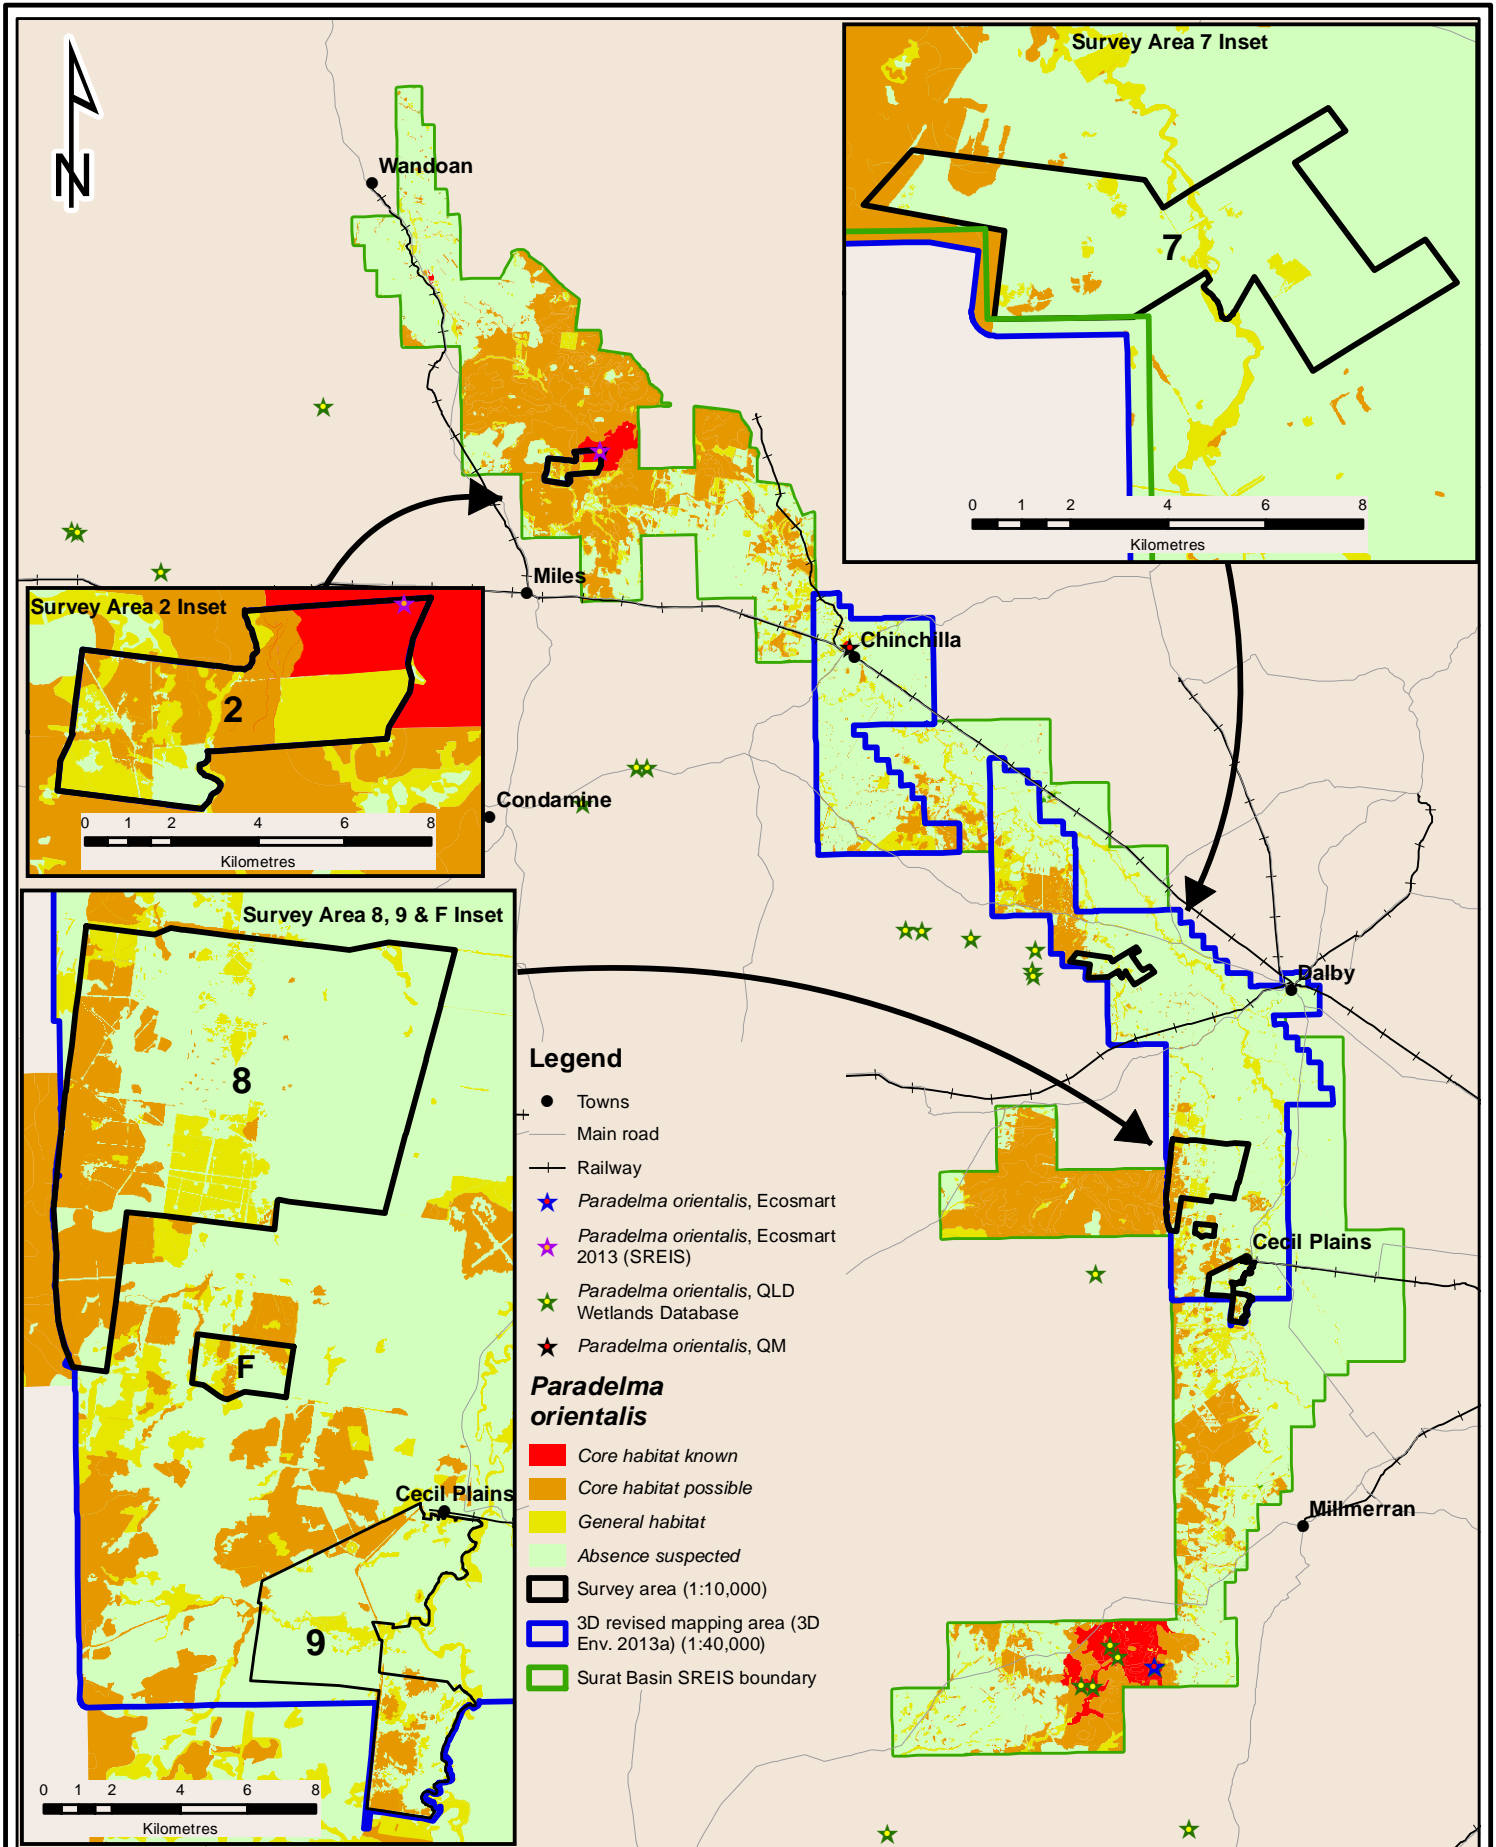 Survey Area 7 Inset
N
Wandoan
7
0 1 2 4 6 8
Kilometres
Miles
Survey Area 2 Inset
2
0 1 2 4 6 8
Kilometres
Chinchilla
Condamine
Survey Area 8, 9 & F Inset
8
F
Cecil Plains
9
0 1 2 4 6 8
Kilometres
Dalby
Cecil Plains
Millmerran
Legend
Towns
Main road
Railway
Paradelma orientalis, Ecosmart
Paradelma orientalis, Ecosmart
2013 (SREIS)
Paradelma orientalis, QLD
Wetlands Database
Paradelma orientalis, QM
Paradelma
orientalis
Core habitat known
Core habitat possible
General habitat
Absence suspected
Survey area (1:10,000)
3D revised mapping area (3D
Env. 2013a) (1:40,000)
Surat Basin SREIS boundary